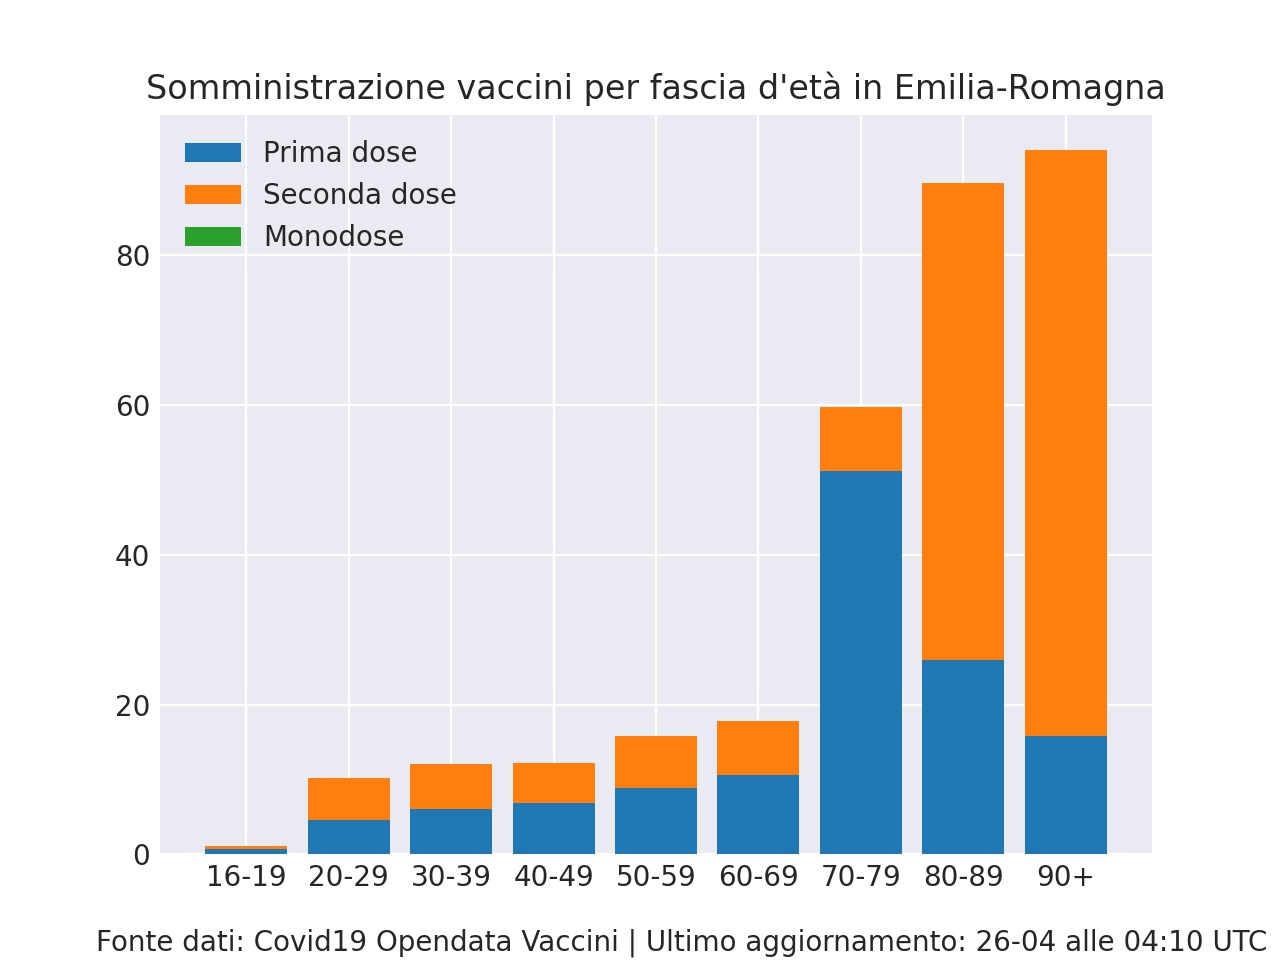 Somministrazione vaccini per fascia d'età in Emilia-Romagna
Prima dose
Seconda dose
Monodose
80
60
40
20
0
16-19 20-29 30-39 40-49 50-59 60-69 70-79 80-89 90+
Fonte dati: Covid19 Opendata Vaccini | Ultimo aggiornamento: 26-04 alle 04:10 UTC